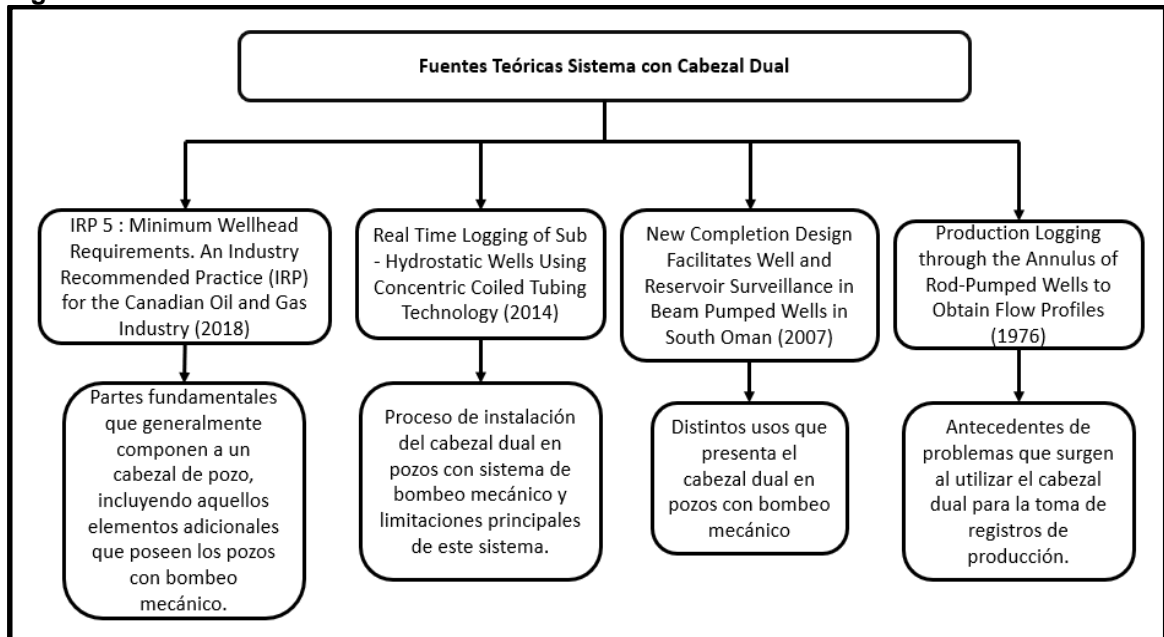 Fuentes Teóricas Sistema con Cabezal Dual
IRP 5 : Minimum Wellhead
Requirements. An Industry
Recommended Practice (IRP)
for the Canadian Oil and Gas
Industry (2018)
Real Time Logging of Sub
- Hydrostatic Wells Using
Concentric Coiled Tubing
Technology (2014)
New Completion Design
Facilitates Well and
Reservoir Surveillance in
Beam Pumped Wells in
South Oman (2007)
Production Logging
through the Annulus of
Rod-Pumped Wells to
Obtain Flow Profiles
(1976)
Partes fundamentales
que generalmente
componen a un
cabezal de pozo,
incluyendo aquellos
elementos adicionales
que poseen los pozos
con bombeo
mecánico.
Proceso de instalación
del cabezal dual en
pozos con sistema de
bombeo mecánico y
limitaciones principales
de este sistema.
Distintos usos que
presenta el
cabezal dual en
pozos con bombeo
mecánico
Antecedentes de
problemas que surgen
al utilizar el cabezal
dual para la toma de
registros de
producción.